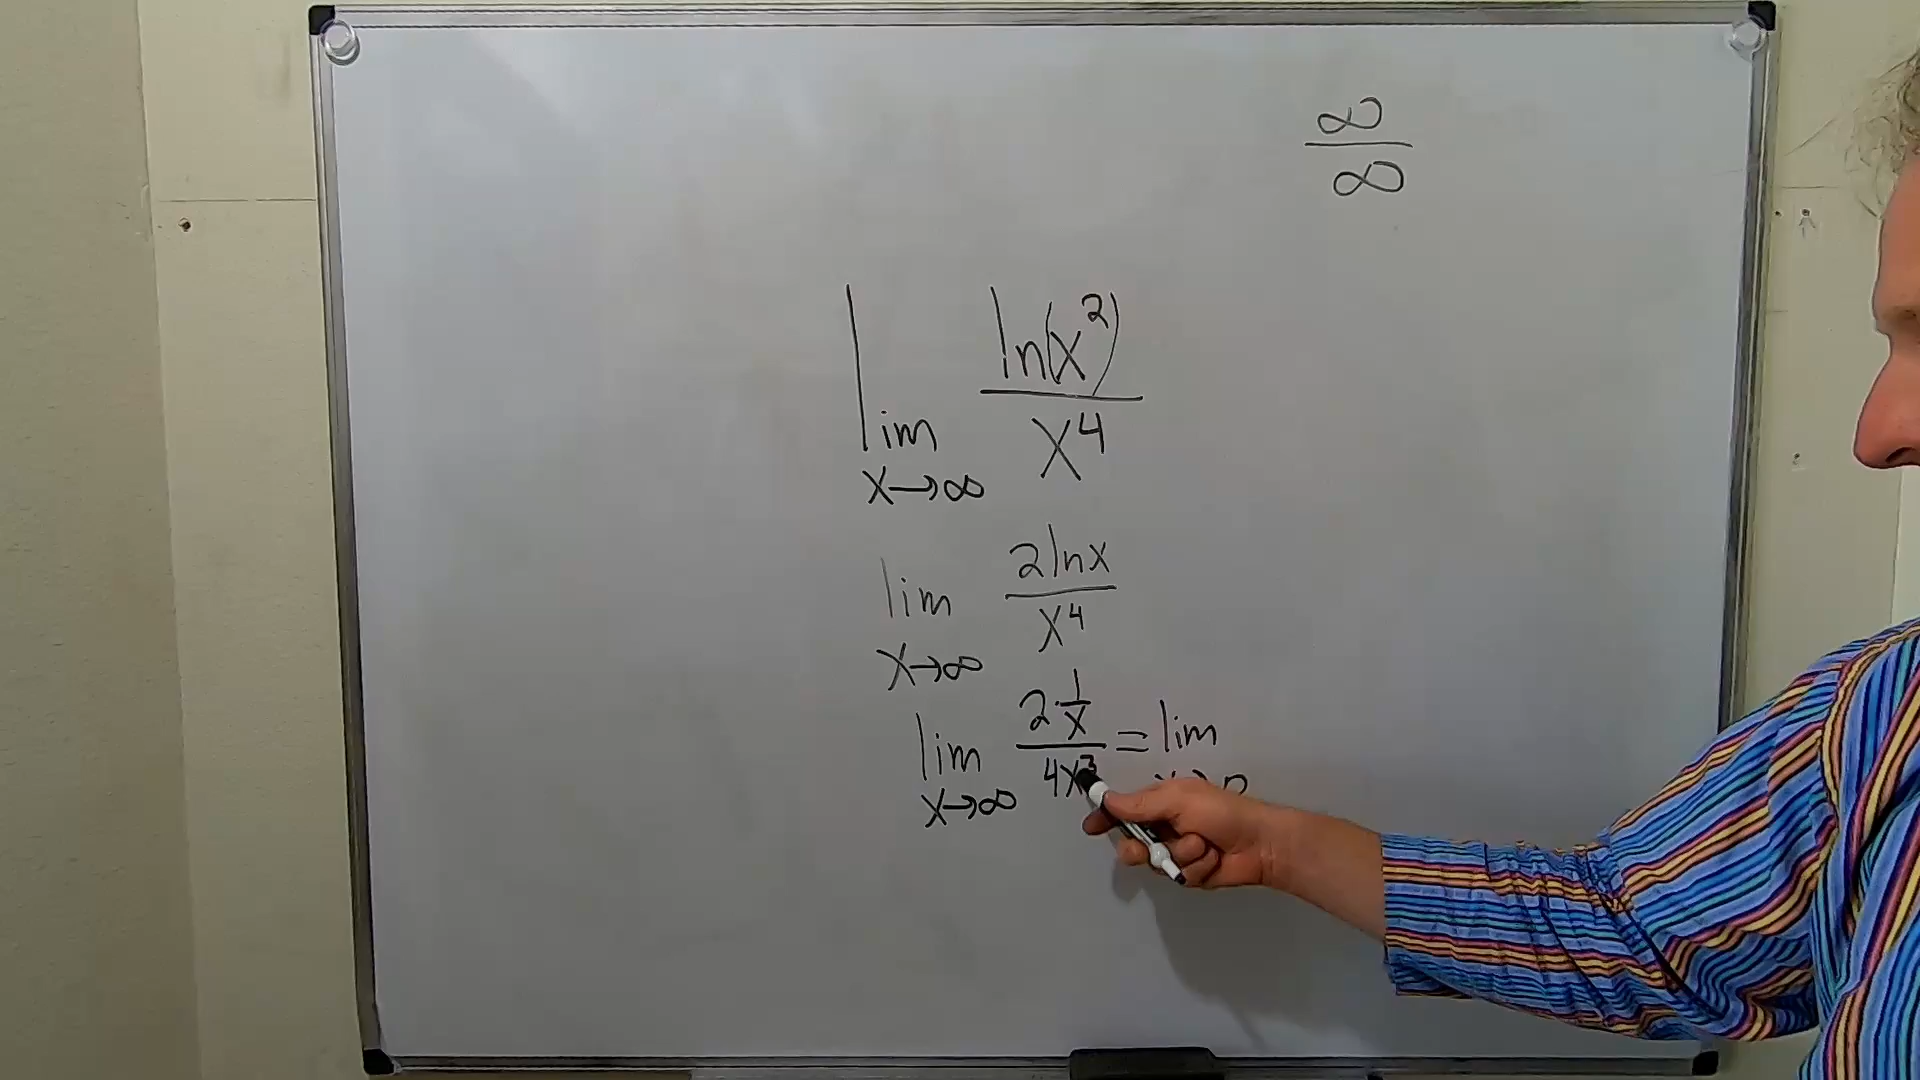 ∞/∞
lim x→∞ ln(x²)/x⁴
lim x→∞ 2lnx/x⁴
lim x→∞ (2·1/x)/(4x³) = lim